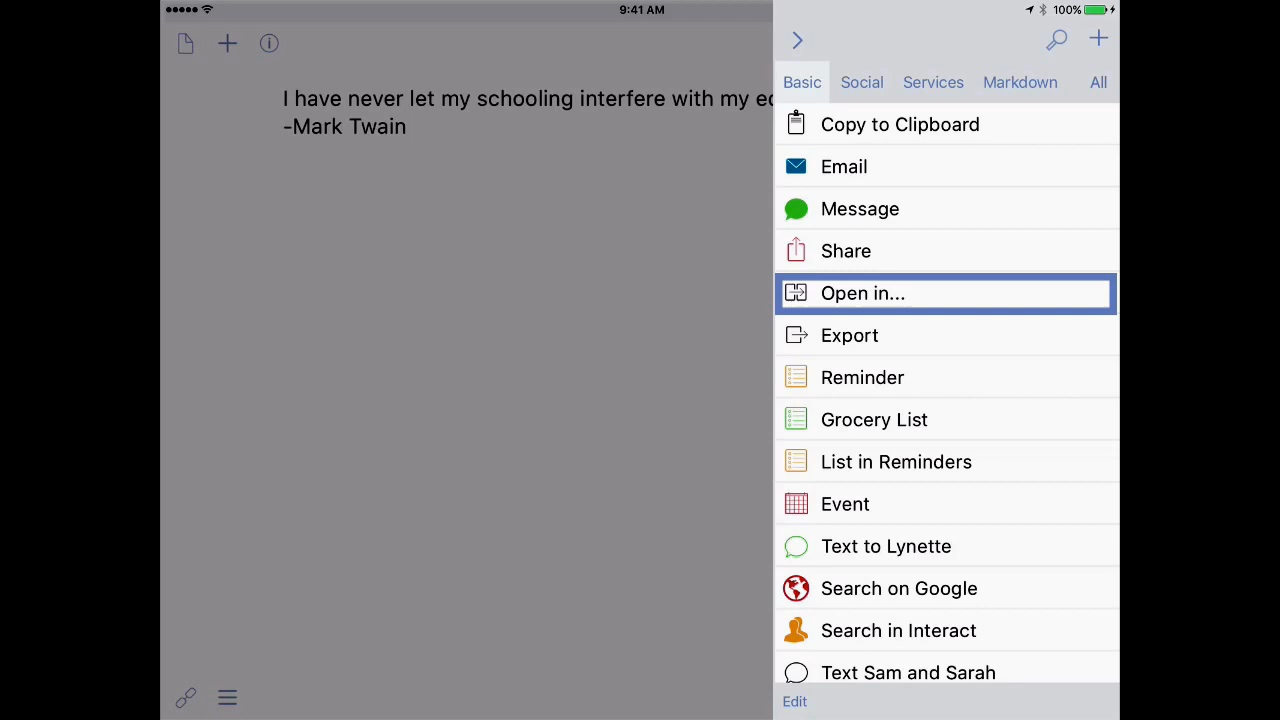 9:41 AM
100%
I have never let my schooling interfere with my
-Mark Twain
Basic Social Services Markdown All
Copy to Clipboard
Email
Message
Share
Open in...
Export
Reminder
Grocery List
List in Reminders
Event
Text to Lynette
Search on Google
Search in Interact
Text Sam and Sarah
Edit